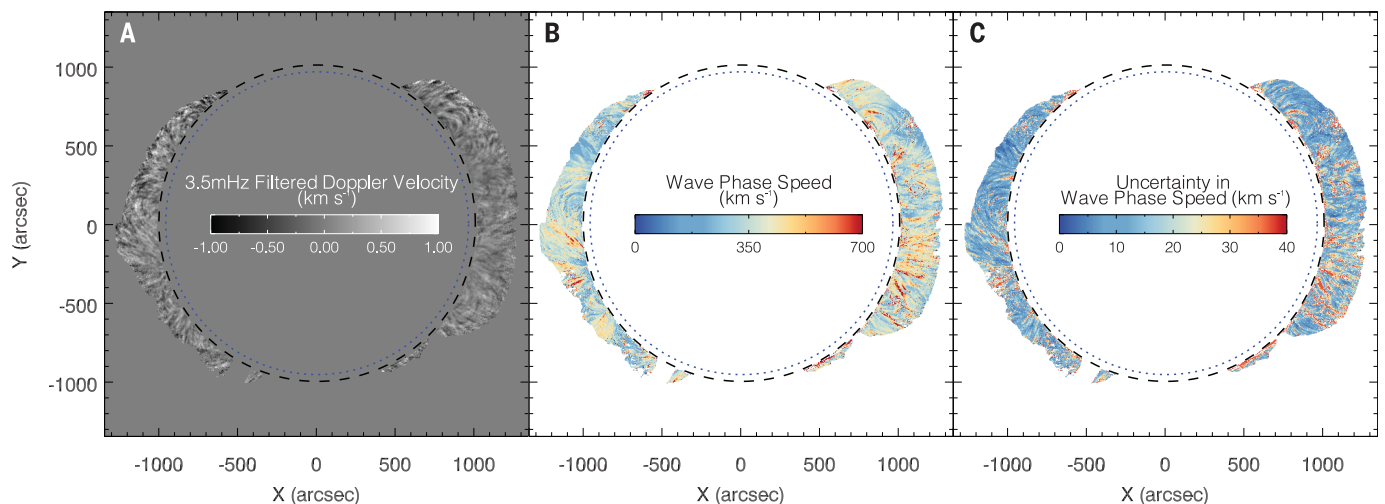 A
B
C
3.5mHz Filtered Doppler Velocity
(km s⁻¹)
-1.00 -0.50 0.00 0.50 1.00
Wave Phase Speed
(km s⁻¹)
0 350 700
Uncertainty in
Wave Phase Speed (km s⁻¹)
0 10 20 30 40
Y (arcsec)
1000
500
0
-500
-1000
-1000 -500 0 500 1000
X (arcsec)
-1000 -500 0 500 1000
X (arcsec)
-1000 -500 0 500 1000
X (arcsec)